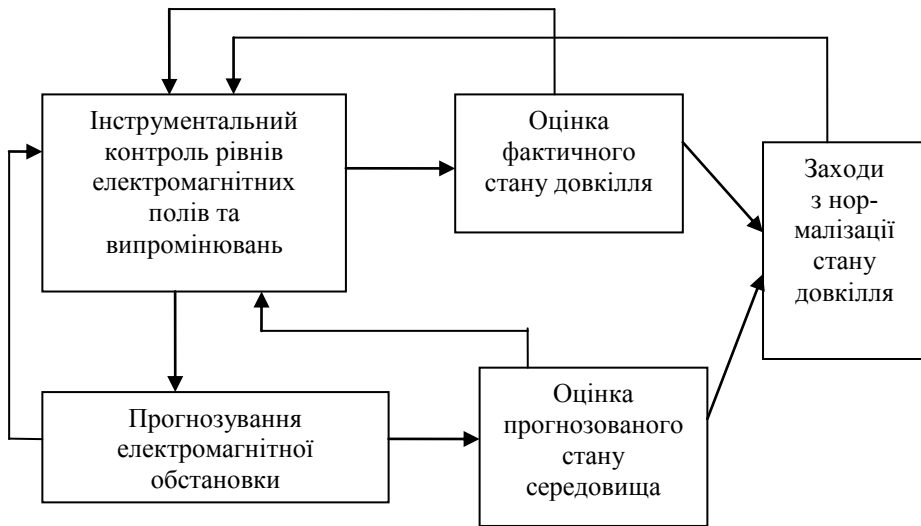 Інструментальний
контроль рівнів
електромагнітних
полів та
випромінювань
Оцінка
фактичного
стану довкілля
Заходи
з нор-
малізації
стану
довкілля
Прогнозування
електромагнітної
обстановки
Оцінка
прогнозованого
стану
середовища